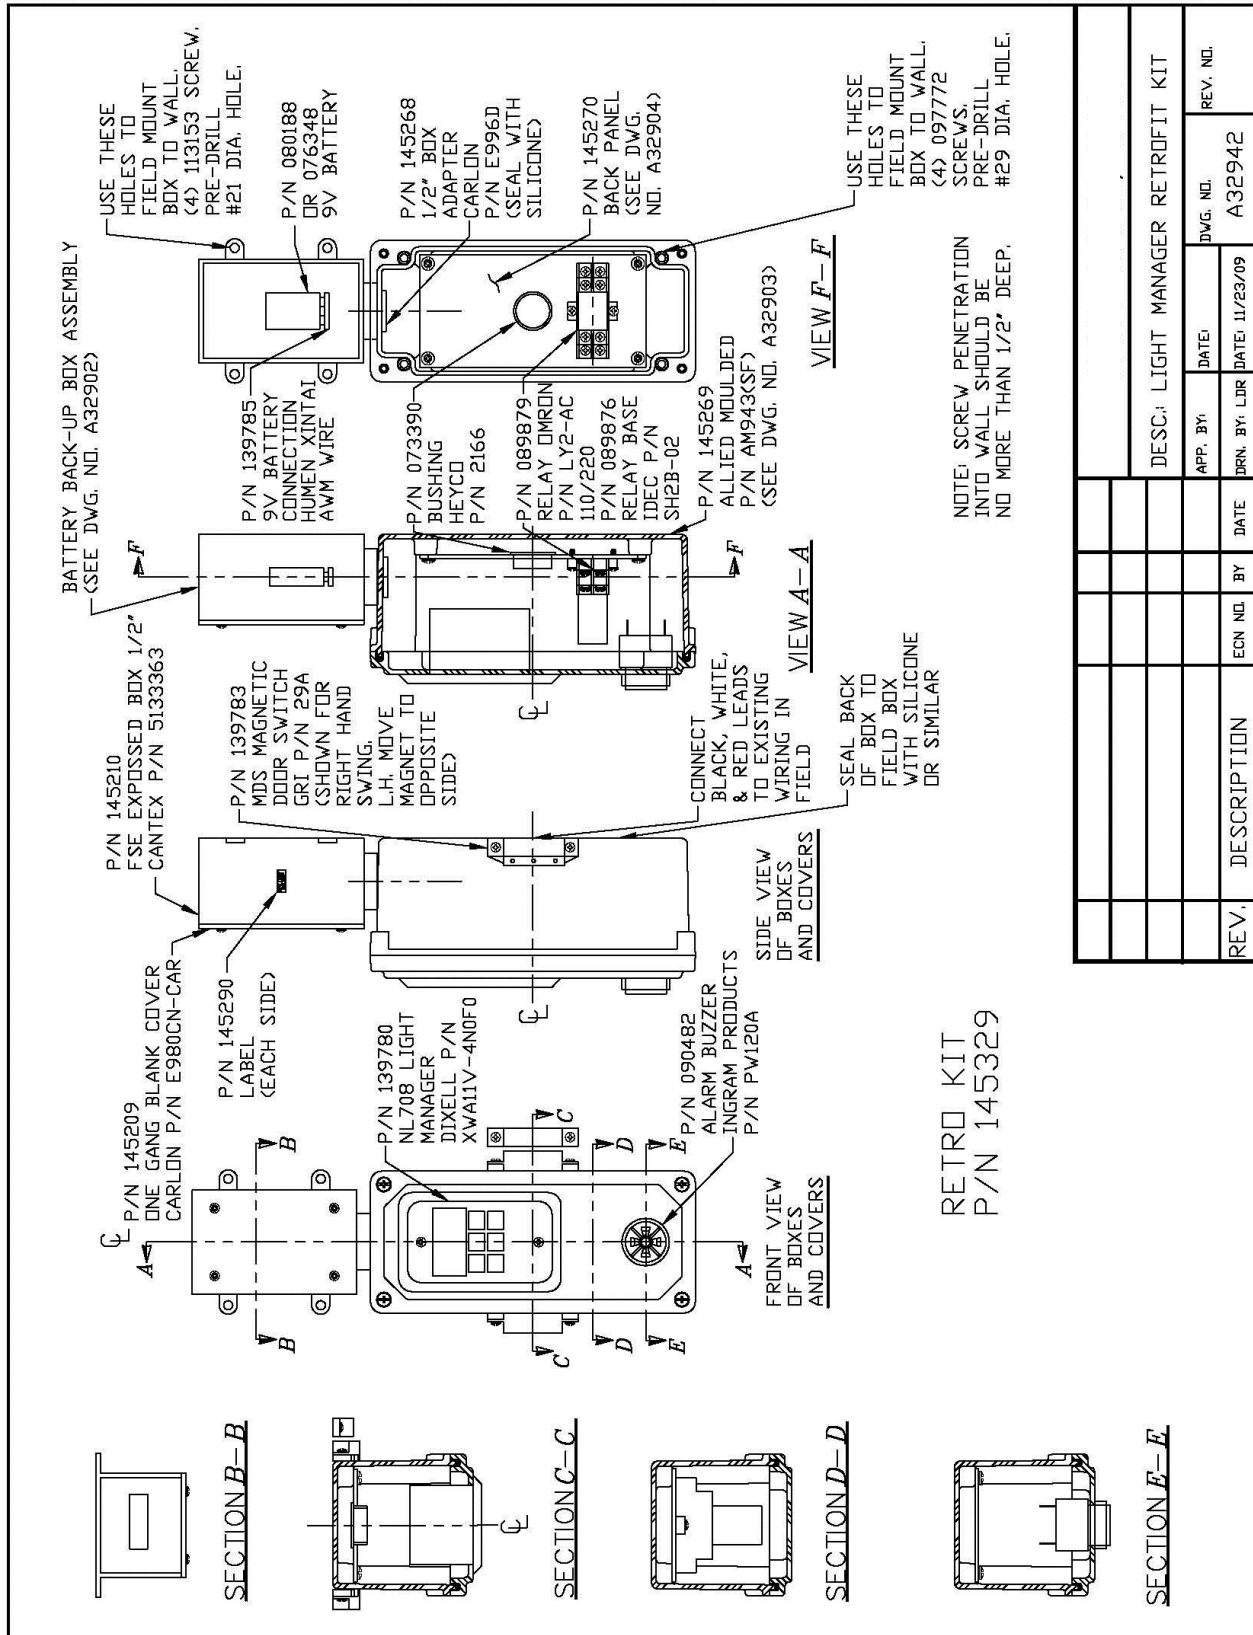 BATTERY BACK-UP BOX ASSEMBLY
(SEE DWG. NO. A32902)
USE THESE
HOLES TO
FIELD MOUNT
BOX TO WALL.
(4) 113153 SCREW.
PRE-DRILL
#21 DIA. HOLE.
P/N 080188
OR 076348
9V BATTERY
P/N 139785
9V BATTERY
CONNECTION
HUMEN XINTAI
AWM WIRE
P/N 145268
1/2" BOX
ADAPTER
CARLON
P/N E996D
(SEAL WITH
SILICONE)
P/N 145270
BACK PANEL
(SEE DWG.
NO. A32904)
USE THESE
HOLES TO
FIELD MOUNT
BOX TO WALL.
(4) 097772
SCREWS.
PRE-DRILL
#29 DIA. HOLE.
VIEW F-F
P/N 073390
BUSHING
HEYCO
P/N 2166
P/N 089879
RELAY OMRON
P/N LY2-AC
110/220
P/N 089876
RELAY BASE
IDEC P/N
SH2B-02
P/N 145269
ALLIED MOULDED
P/N AM943(SF)
(SEE DWG. NO. A32903)
F
F
CL
VIEW A-A
NOTE: SCREW PENETRATION
INTO WALL SHOULD BE
NO MORE THAN 1/2" DEEP.
P/N 145210
FSE EXPOSSED BOX 1/2"
CANTEX P/N 5133363
P/N 139783
MDS MAGNETIC
DOOR SWITCH
GRI P/N 29A
(SHOWN FOR
RIGHT HAND
SWING.
L.H. MOVE
MAGNET TO
OPPOSITE
SIDE)
CONNECT
BLACK, WHITE,
& RED LEADS
TO EXISTING
WIRING IN
FIELD
SEAL BACK
OF BOX TO
FIELD BOX
WITH SILICONE
OR SIMILAR
P/N 145290
LABEL
(EACH SIDE)
CL
SIDE VIEW
OF BOXES
AND COVERS
CL
P/N 145209
ONE GANG BLANK COVER
CARLON P/N E980CN-CAR
P/N 139780
NL708 LIGHT
MANAGER
DIXELL P/N
XWA11V-4N0F0
P/N 090482
ALARM BUZZER
INGRAM PRODUCTS
P/N PW120A
A
A
B
B
C
C
D
D
E
E
FRONT VIEW
OF BOXES
AND COVERS
RETRO KIT
P/N 145329
SECTION B-B
CL
SECTION C-C
SECTION D-D
SECTION E-E
DESC.: LIGHT MANAGER RETROFIT KIT
APP. BY:
DATE:
DWG. NO.
A32942
REV. NO.
DRN. BY: LDR
DATE: 11/23/09
REV.
DESCRIPTION
ECN NO.
BY
DATE